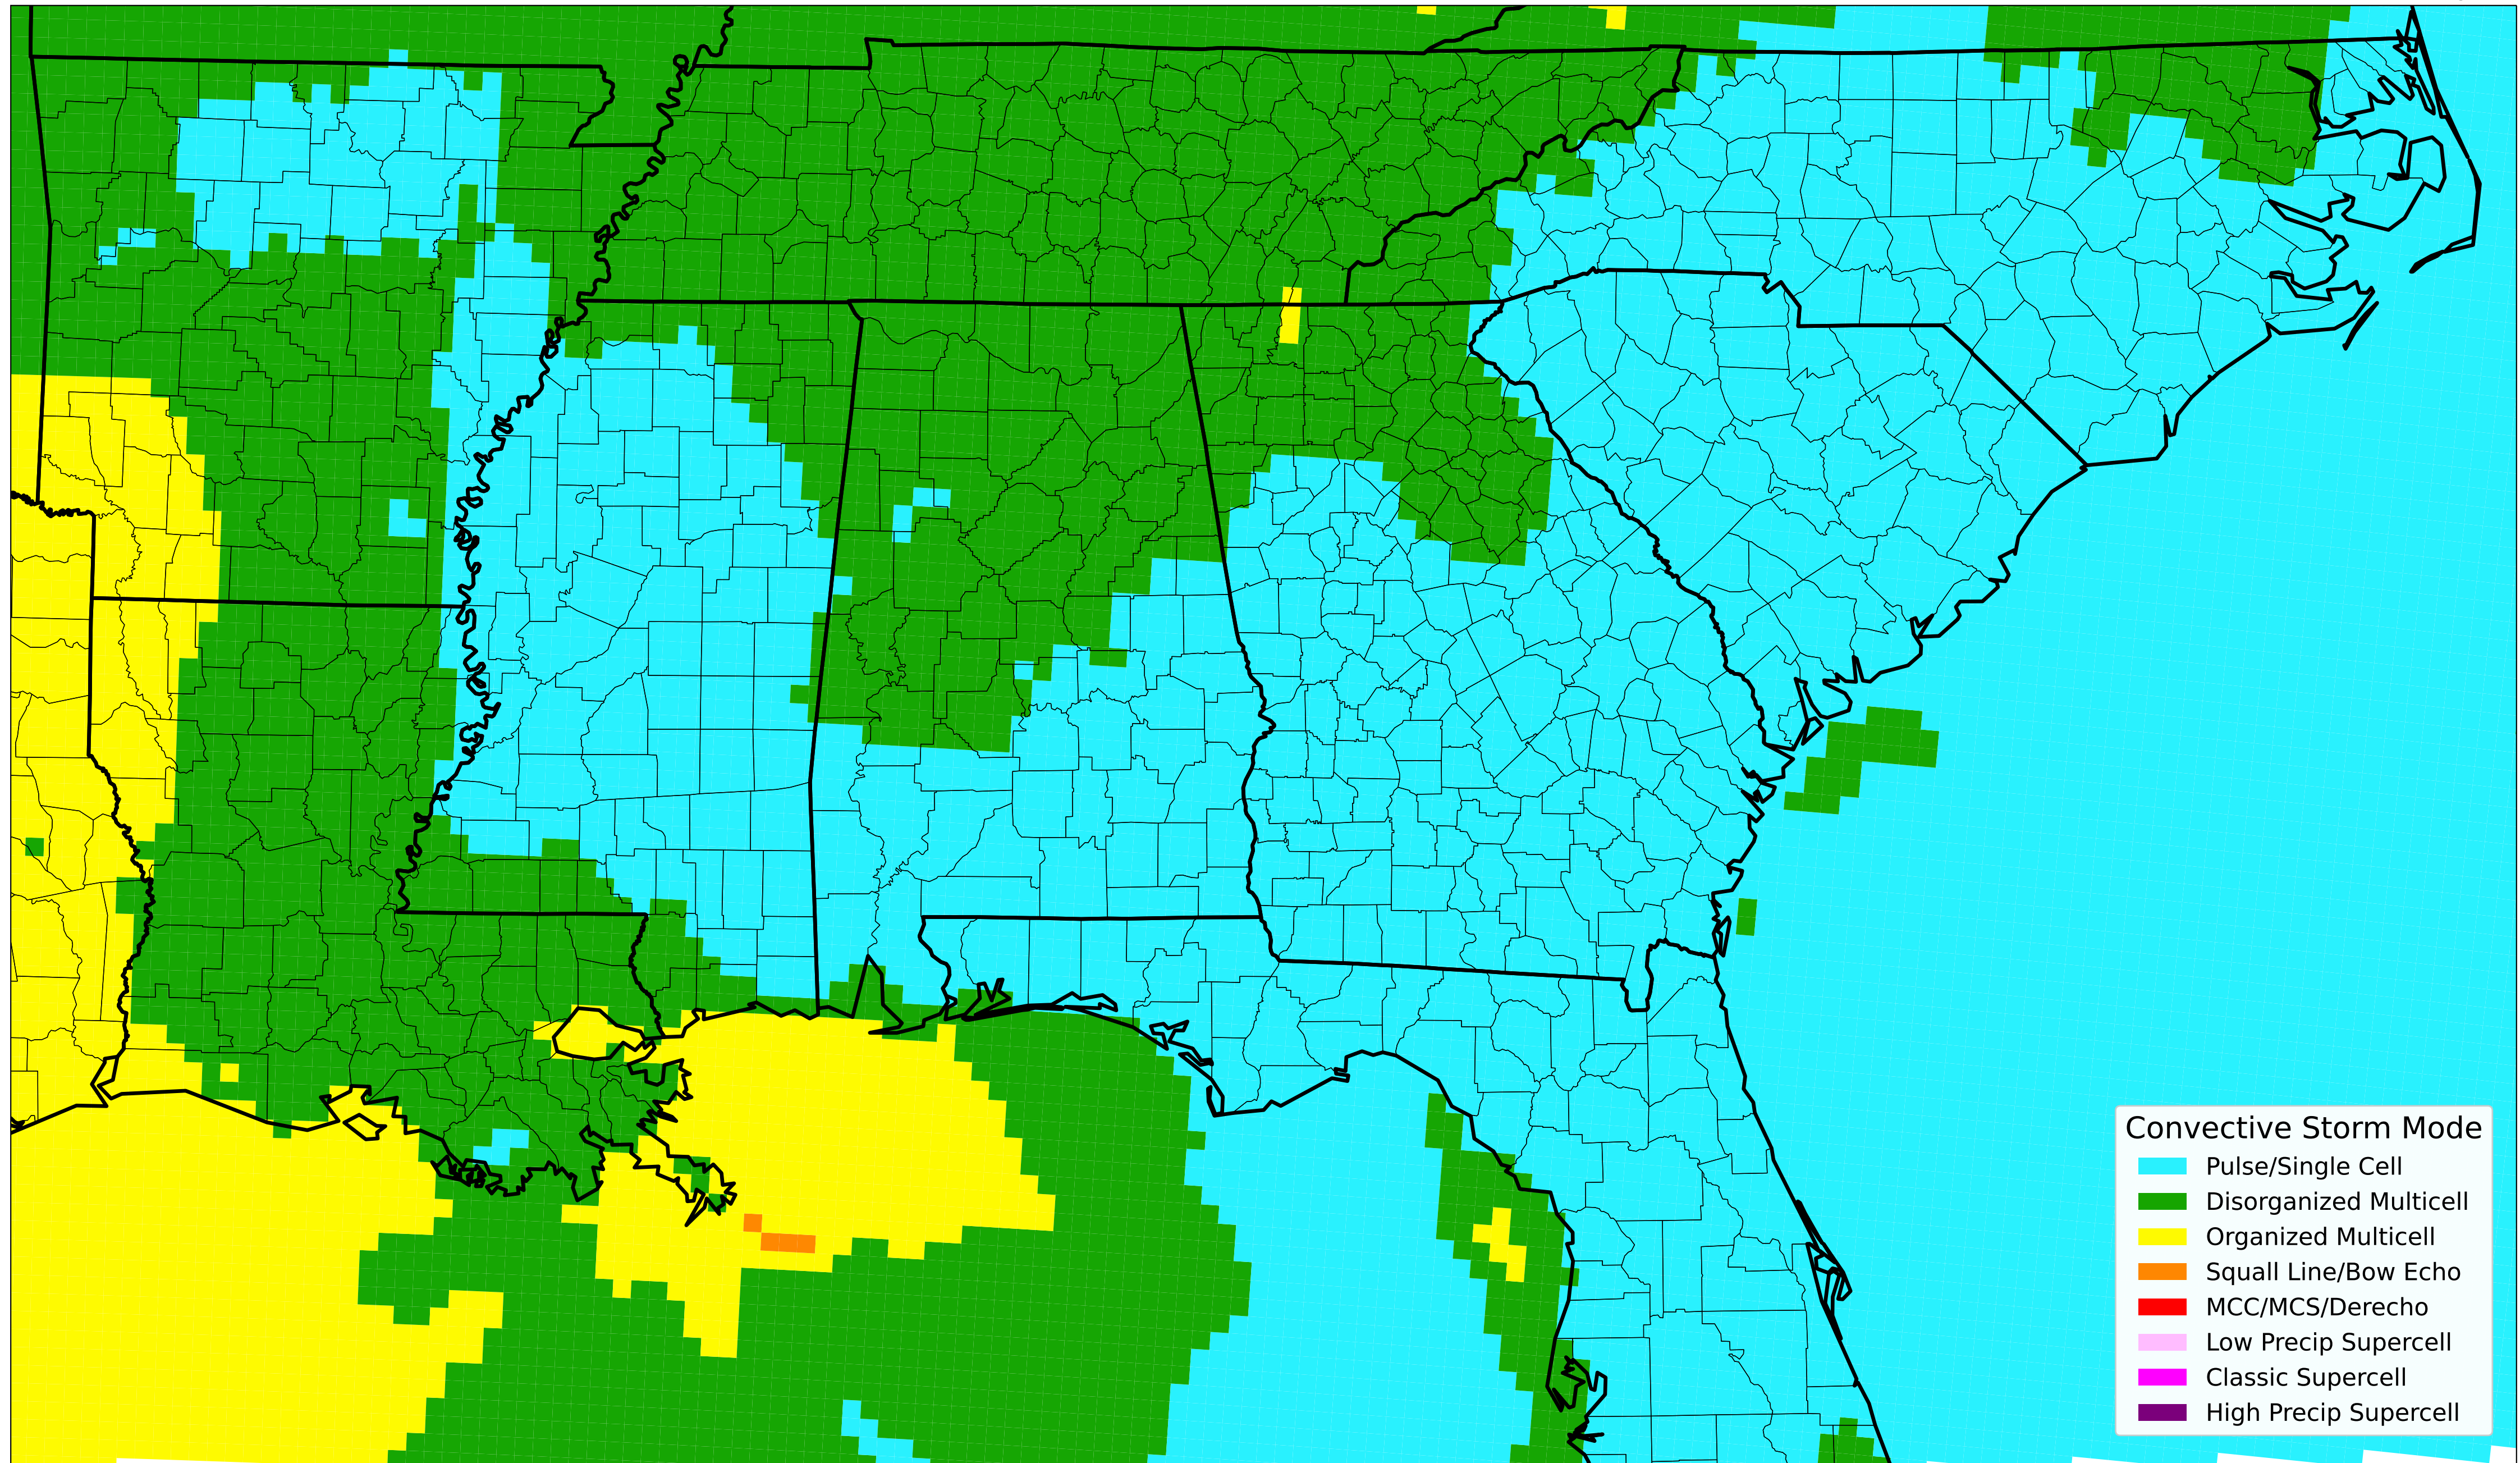 Convective Storm Mode
Pulse/Single Cell
Disorganized Multicell
Organized Multicell
Squall Line/Bow Echo
MCC/MCS/Derecho
Low Precip Supercell
Classic Supercell
High Precip Supercell